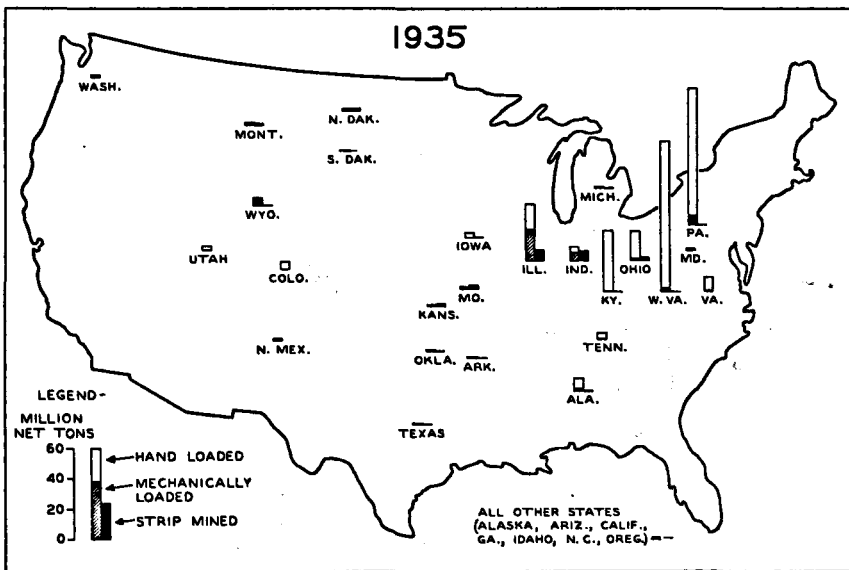 1935
WASH.
MONT.
N. DAK.
S. DAK.
MICH.
WYO.
PA.
UTAH
COLO.
IOWA
ILL.
IND.
OHIO
MD.
KY.
W. VA.
VA.
MO.
KANS.
N. MEX.
OKLA.
ARK.
TENN.
ALA.
TEXAS
LEGEND-
MILLION
NET TONS
60
40
20
0
HAND LOADED
MECHANICALLY
LOADED
STRIP MINED
ALL OTHER STATES
(ALASKA, ARIZ., CALIF.,
GA., IDAHO, N.C., OREG.)